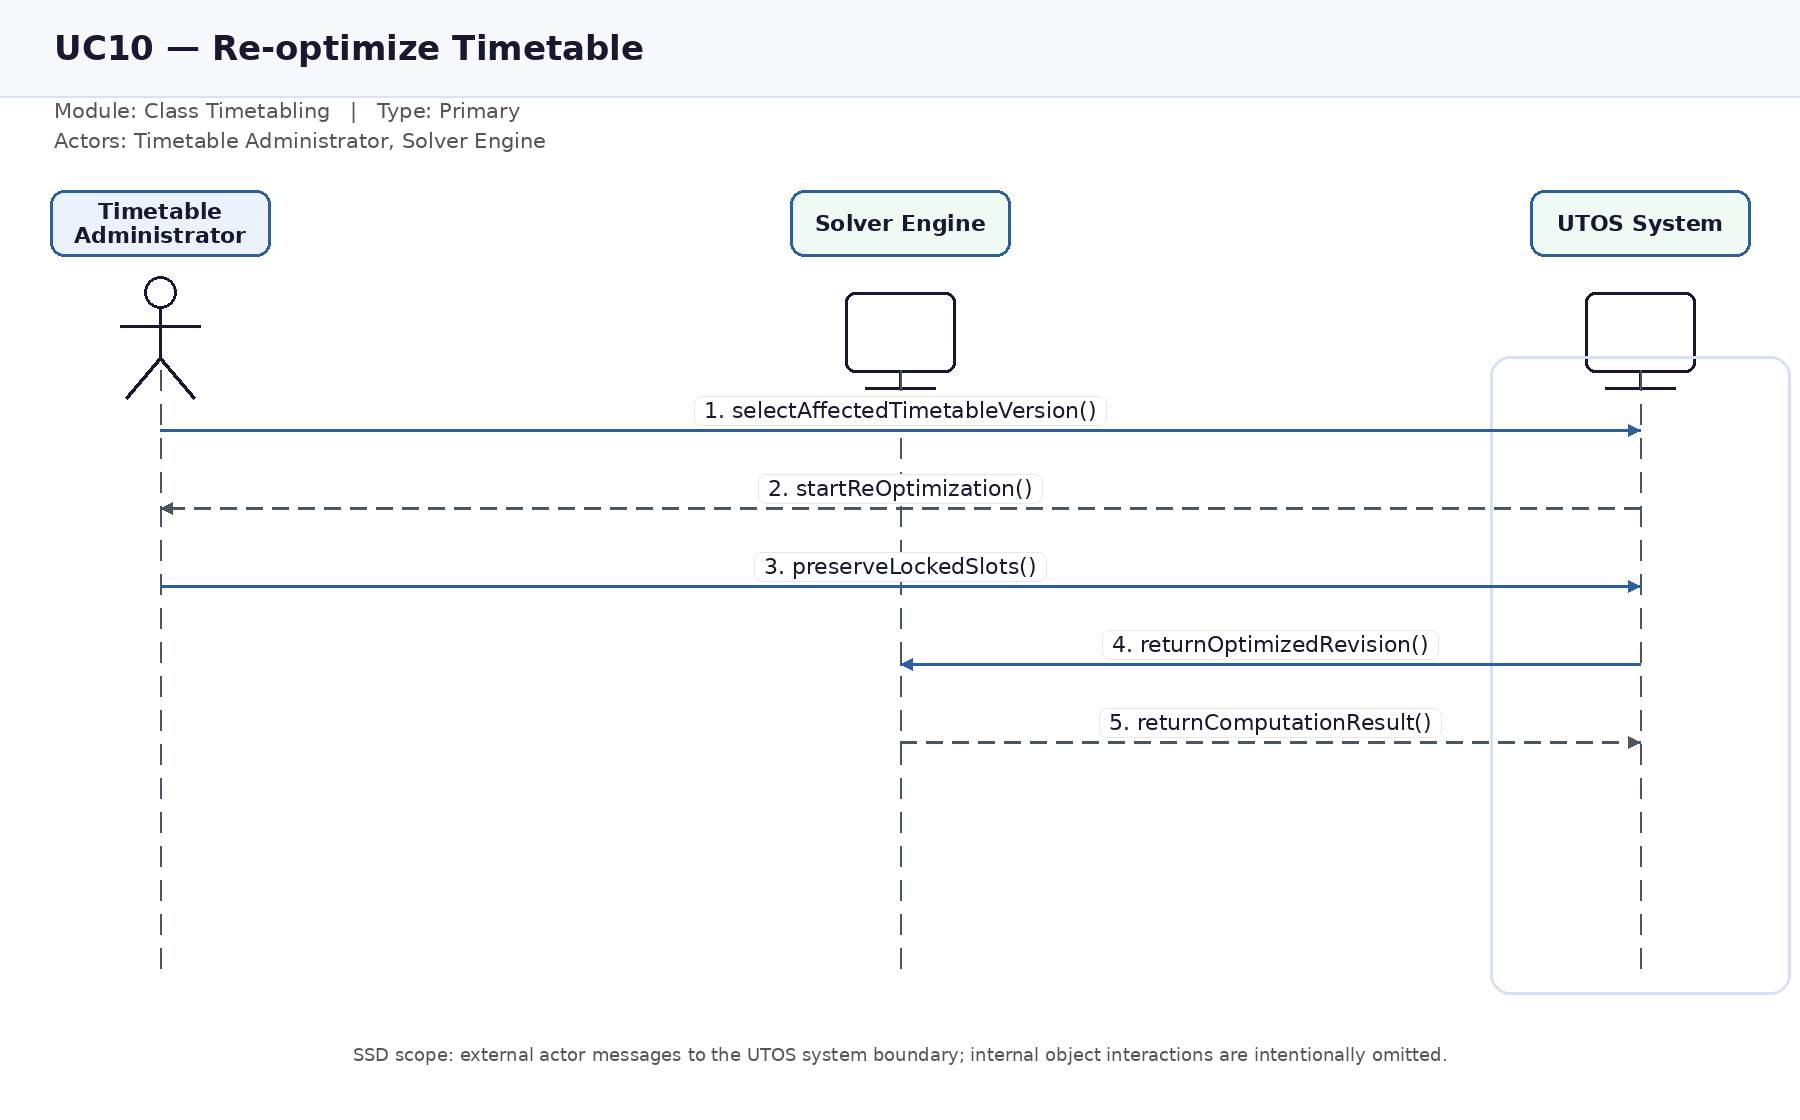 UC10 — Re-optimize Timetable
Module: Class Timetabling | Type: Primary
Actors: Timetable Administrator, Solver Engine
Timetable
Administrator
Solver Engine
UTOS System
1. selectAffectedTimetableVersion()
2. startReOptimization()
3. preserveLockedSlots()
4. returnOptimizedRevision()
5. returnComputationResult()
SSD scope: external actor messages to the UTOS system boundary; internal object interactions are intentionally omitted.